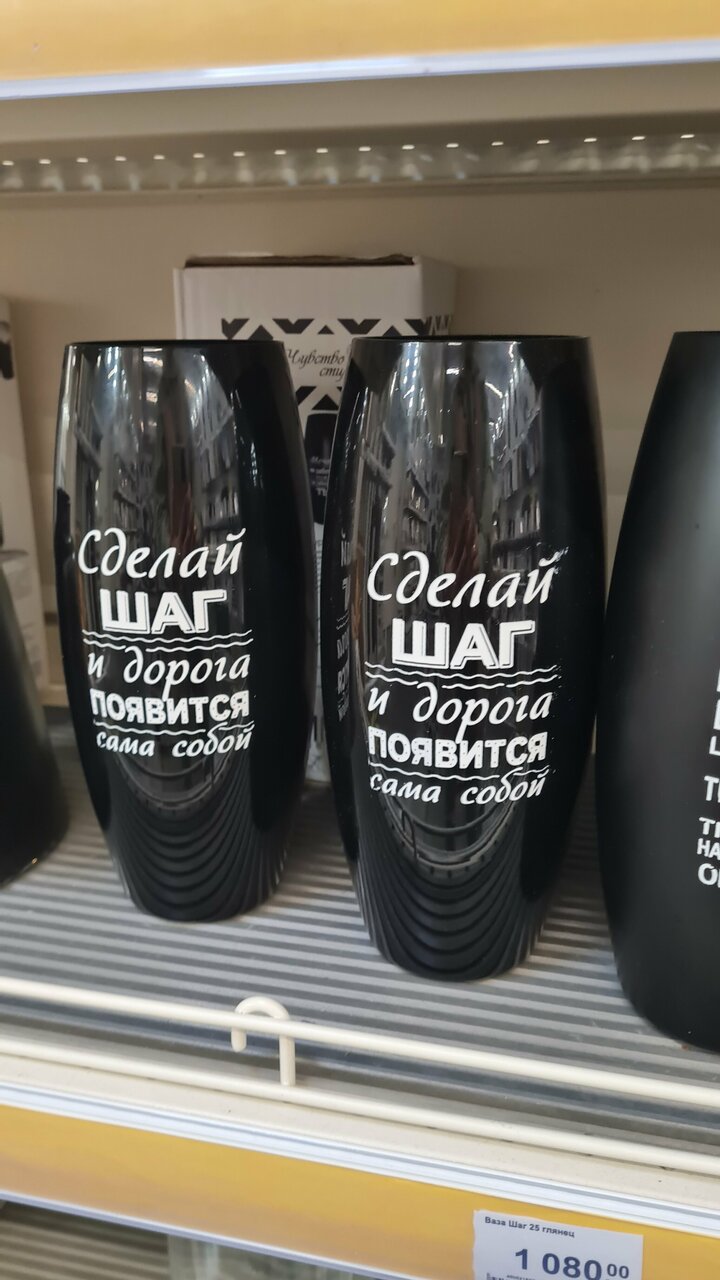 Чувство
Сделай
ШАГ
и дорога
ПОЯВИТСЯ
сама собой
Сделай
ШАГ
и дорога
ПОЯВИТСЯ
сама собой
Ваза Шаг 25 глянец
1 080 00